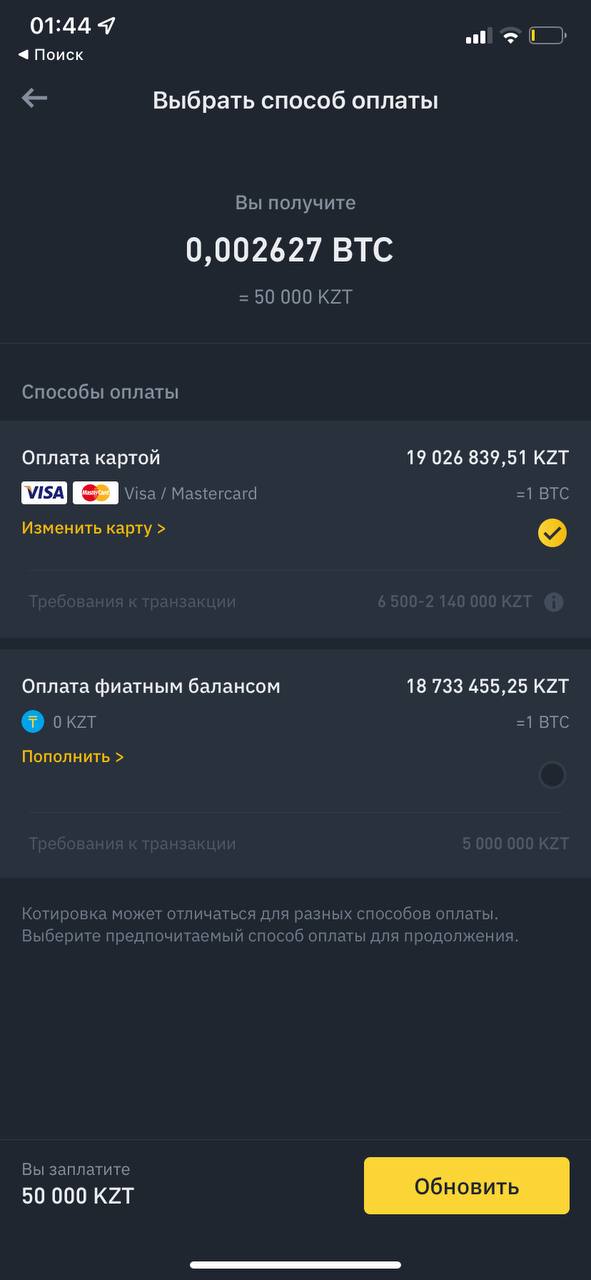 01:44
◀ Поиск
Выбрать способ оплаты
Вы получите
0,002627 BTC
= 50 000 KZT
Способы оплаты
Оплата картой 19 026 839,51 KZT
VISA MasterCard Visa / Mastercard =1 BTC
Изменить карту >
Требования к транзакции 6 500-2 140 000 KZT
Оплата фиатным балансом 18 733 455,25 KZT
₸ 0 KZT =1 BTC
Пополнить >
Требования к транзакции 5 000 000 KZT
Котировка может отличаться для разных способов оплаты.
Выберите предпочитаемый способ оплаты для продолжения.
Вы заплатите
50 000 KZT
Обновить